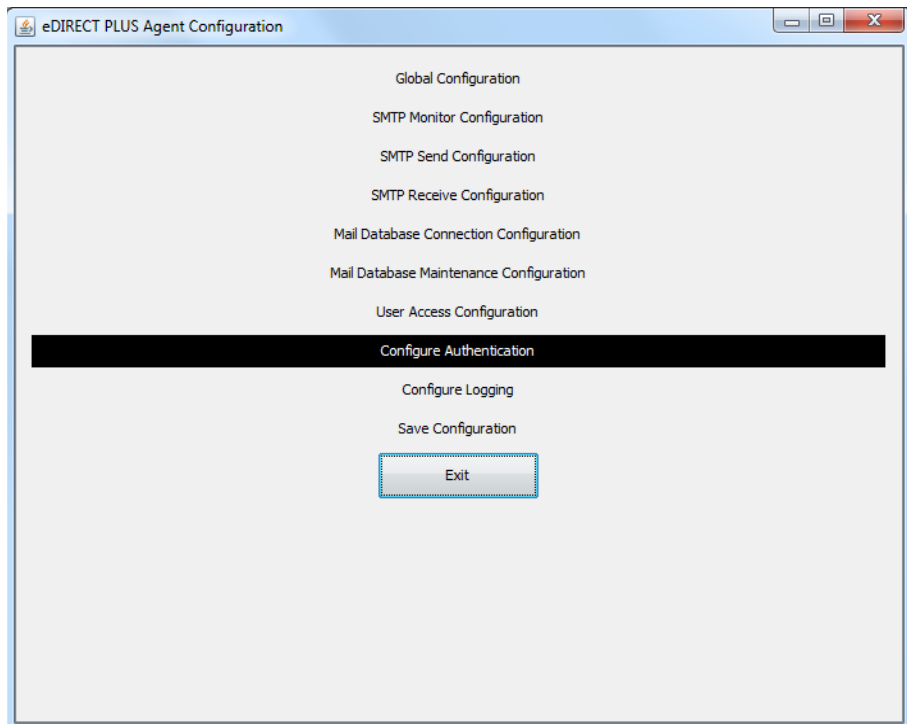 eDIRECT PLUS Agent Configuration
Global Configuration
SMTP Monitor Configuration
SMTP Send Configuration
SMTP Receive Configuration
Mail Database Connection Configuration
Mail Database Maintenance Configuration
User Access Configuration
Configure Authentication
Configure Logging
Save Configuration
Exit